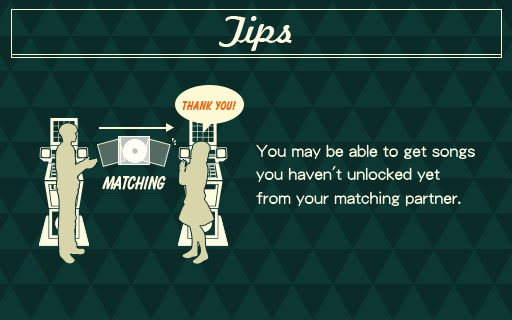 Tips
THANK YOU!
MATCHING
You may be able to get songs
you haven't unlocked yet
from your matching partner.